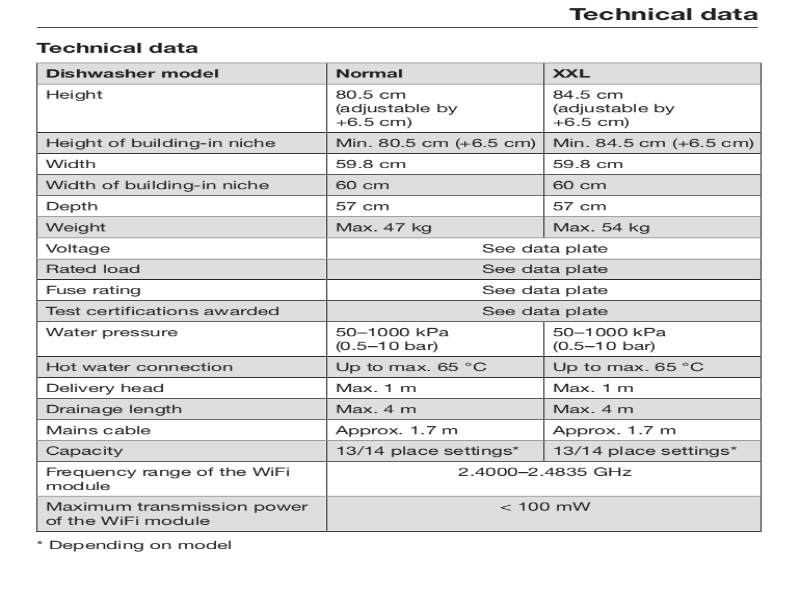 Technical data
Technical data
Dishwasher model Normal XXL
Height 80.5 cm (adjustable by +6.5 cm) 84.5 cm (adjustable by +6.5 cm)
Height of building-in niche Min. 80.5 cm (+6.5 cm) Min. 84.5 cm (+6.5 cm)
Width 59.8 cm 59.8 cm
Width of building-in niche 60 cm 60 cm
Depth 57 cm 57 cm
Weight Max. 47 kg Max. 54 kg
Voltage See data plate
Rated load See data plate
Fuse rating See data plate
Test certifications awarded See data plate
Water pressure 50–1000 kPa (0.5–10 bar) 50–1000 kPa (0.5–10 bar)
Hot water connection Up to max. 65 °C Up to max. 65 °C
Delivery head Max. 1 m Max. 1 m
Drainage length Max. 4 m Max. 4 m
Mains cable Approx. 1.7 m Approx. 1.7 m
Capacity 13/14 place settings* 13/14 place settings*
Frequency range of the WiFi module 2.4000–2.4835 GHz
Maximum transmission power of the WiFi module < 100 mW
* Depending on model